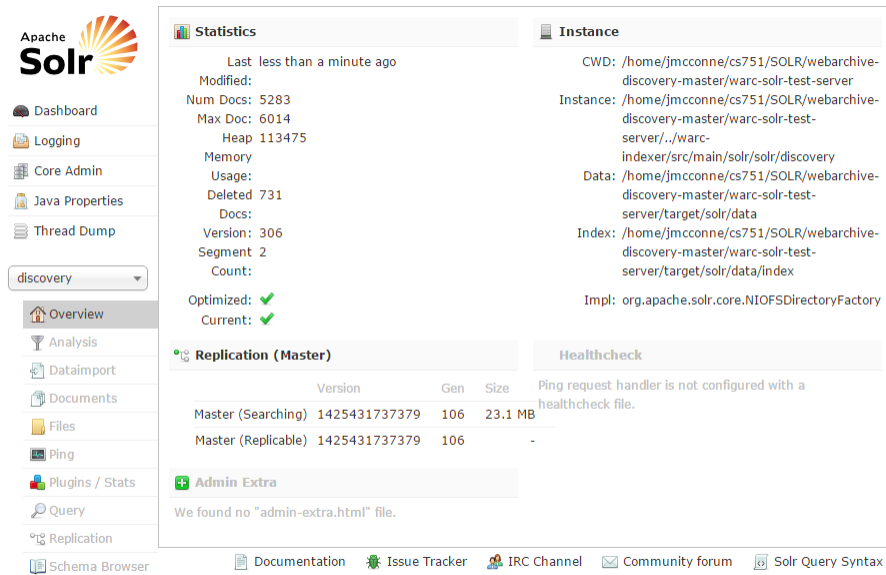 Apache
Solr
Dashboard
Logging
Core Admin
Java Properties
Thread Dump
discovery
Overview
Analysis
Dataimport
Documents
Files
Ping
Plugins / Stats
Query
Replication
Schema Browser
Statistics
Last Modified: less than a minute ago
Num Docs: 5283
Max Doc: 6014
Heap Memory Usage: 113475
Deleted Docs: 731
Version: 306
Segment Count: 2
Optimized:
Current:
Instance
CWD: /home/jmcconne/cs751/SOLR/webarchive-
discovery-master/warc-solr-test-server
Instance: /home/jmcconne/cs751/SOLR/webarchive-
discovery-master/warc-solr-test-
server/../warc-
indexer/src/main/solr/solr/discovery
Data: /home/jmcconne/cs751/SOLR/webarchive-
discovery-master/warc-solr-test-
server/target/solr/data
Index: /home/jmcconne/cs751/SOLR/webarchive-
discovery-master/warc-solr-test-
server/target/solr/data/index
Impl: org.apache.solr.core.NIOFSDirectoryFactory
Replication (Master)
Version Gen Size
Master (Searching) 1425431737379 106 23.1 MB
Master (Replicable) 1425431737379 106 -
Healthcheck
Ping request handler is not configured with a
healthcheck file.
Admin Extra
We found no "admin-extra.html" file.
Documentation Issue Tracker IRC Channel Community forum Solr Query Syntax